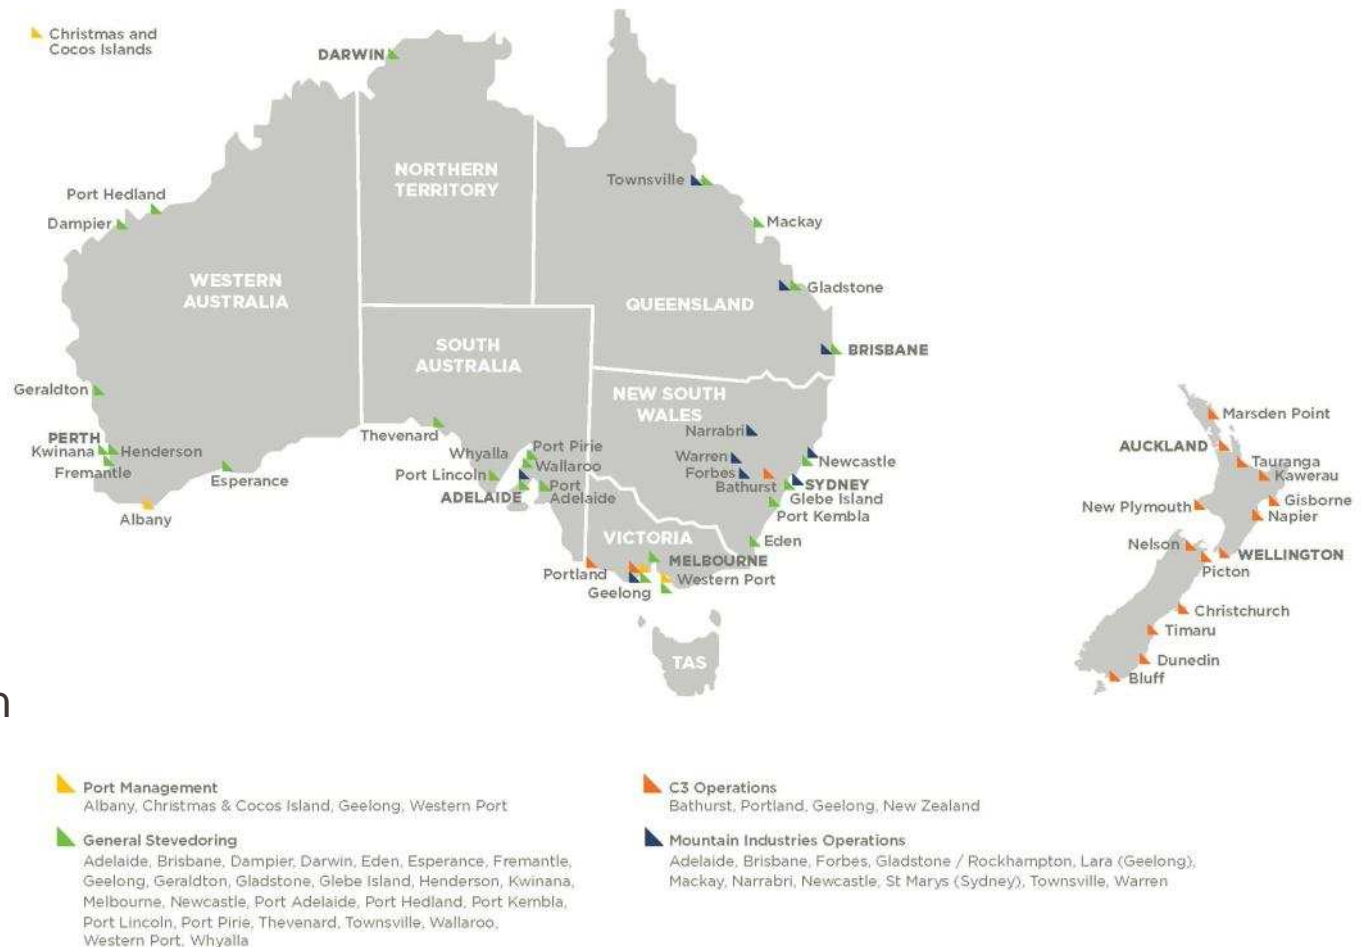 Christmas and
Cocos Islands
DARWIN
NORTHERN
TERRITORY
Townsville
Port Hedland
Dampier
Mackay
WESTERN
AUSTRALIA
QUEENSLAND
Gladstone
SOUTH
AUSTRALIA
BRISBANE
Geraldton
NEW SOUTH
WALES
Marsden Point
Thevenard
Narrabri
PERTH
Kwinana
Henderson
Fremantle
Whyalla
Port Pirie
Wallaroo
Warren
Newcastle
AUCKLAND
Tauranga
Kawerau
Esperance
Port Lincoln
ADELAIDE
Port
Adelaide
Forbes
Bathurst
SYDNEY
Glebe Island
Port Kembla
New Plymouth
Gisborne
Napier
Albany
VICTORIA
Eden
Nelson
WELLINGTON
Picton
MELBOURNE
Portland
Western Port
Geelong
Christchurch
Timaru
TAS
Dunedin
Bluff
n
Port Management
Albany, Christmas & Cocos Island, Geelong, Western Port
General Stevedoring
Adelaide, Brisbane, Dampier, Darwin, Eden, Esperance, Fremantle,
Geelong, Geraldton, Gladstone, Glebe Island, Henderson, Kwinana,
Melbourne, Newcastle, Port Adelaide, Port Hedland, Port Kembla,
Port Lincoln, Port Pirie, Thevenard, Townsville, Wallaroo,
Western Port, Whyalla
C3 Operations
Bathurst, Portland, Geelong, New Zealand
Mountain Industries Operations
Adelaide, Brisbane, Forbes, Gladstone / Rockhampton, Lara (Geelong),
Mackay, Narrabri, Newcastle, St Marys (Sydney), Townsville, Warren